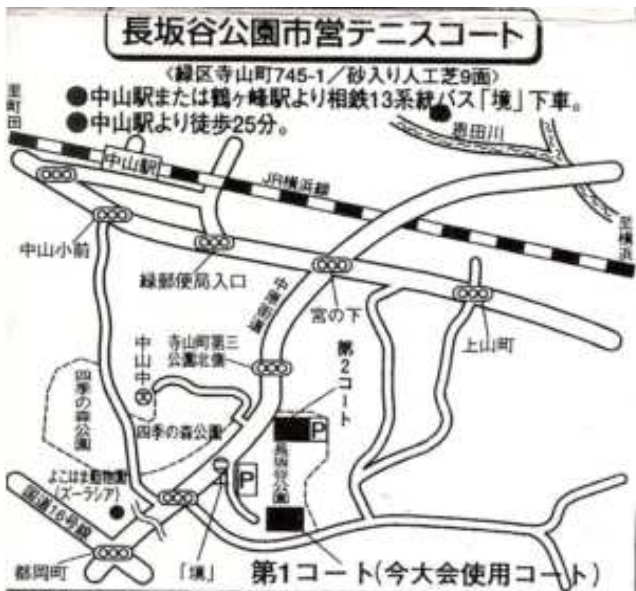 長坂谷公園市営テニスコート
〈緑区寺山町745-1/砂入り人工芝9面〉
●中山駅または鶴ヶ峰駅より相鉄13系統バス「境」下車。
●中山駅より徒歩25分。
至町田
恩田川
中山駅
JR横浜線
至横浜
中山小前
緑郵便局入口
中原街道
宮の下
上山町
寺山町第三
公園北側
中山中
第2コート
四季の森公園
四季の森公園
P
長坂谷公園
よこはま動物園
(ズーラシア)
P
国道16号線
都岡町
「境」
第1コート(今大会使用コート)